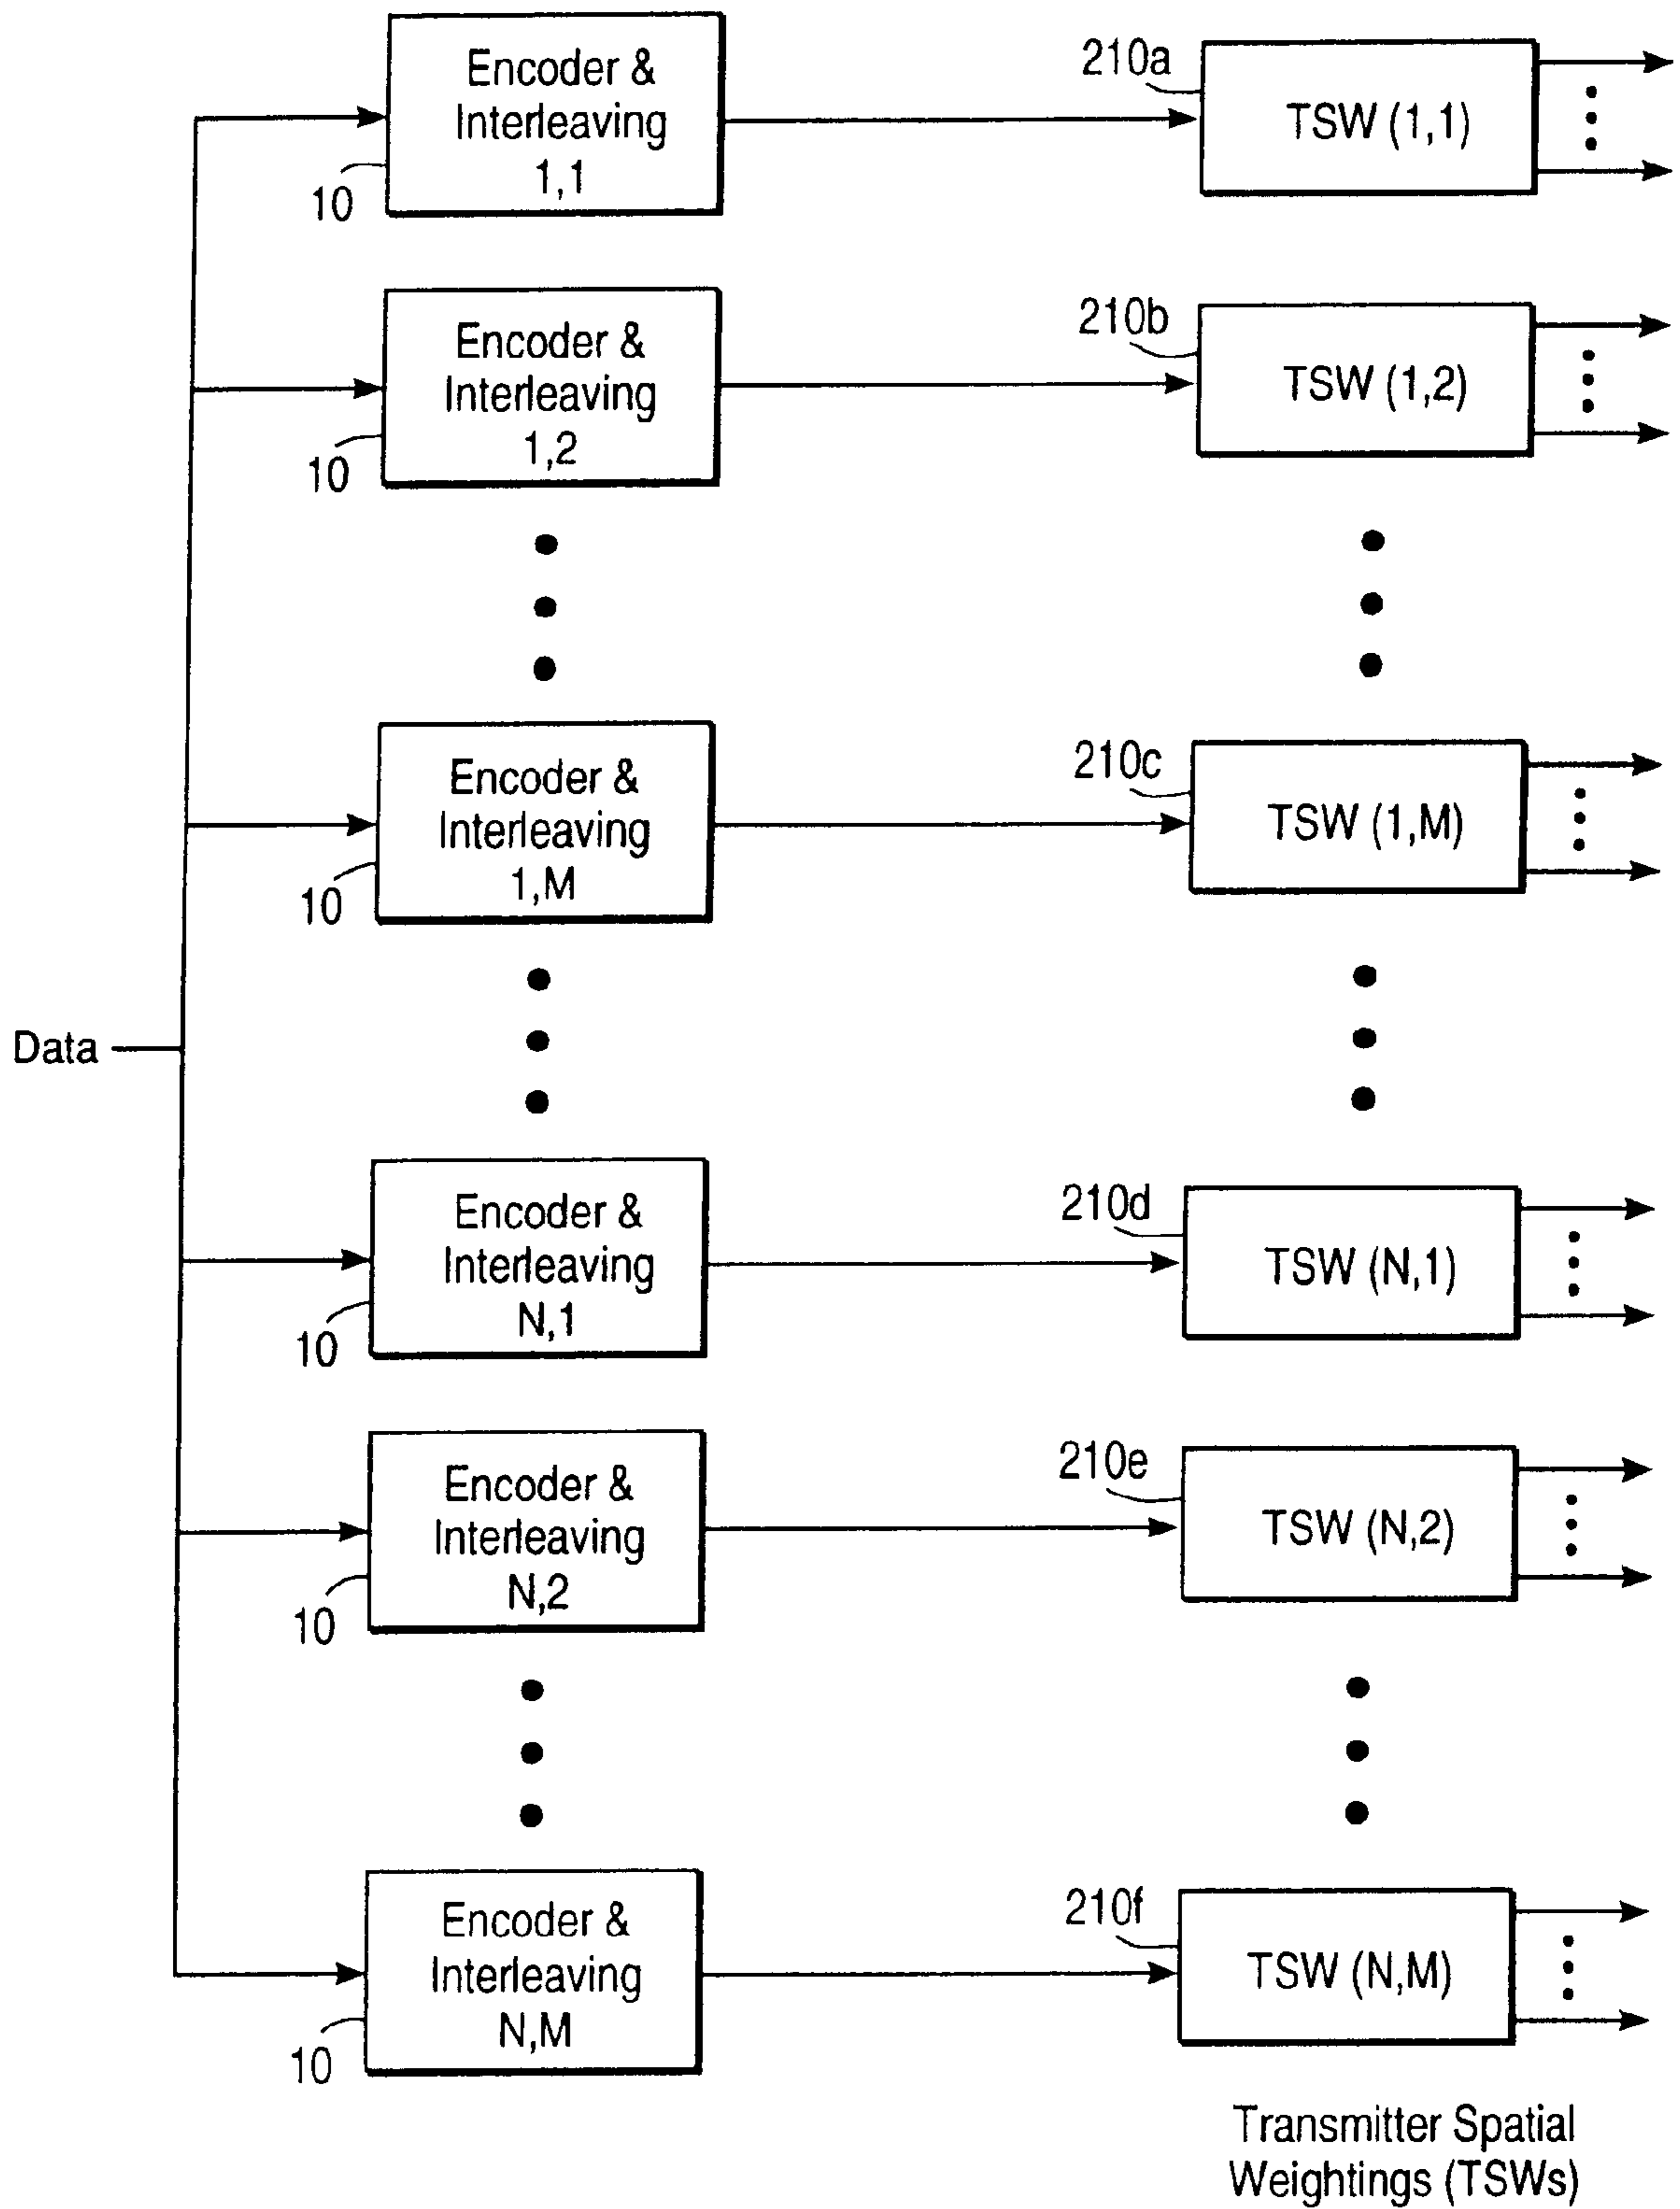 Encoder &
Interleaving
1,1
10
210a
TSW (1,1)
Encoder &
Interleaving
1,2
10
210b
TSW (1,2)
Encoder &
Interleaving
1,M
10
210c
TSW (1,M)
Data
Encoder &
Interleaving
N,1
10
210d
TSW (N,1)
Encoder &
Interleaving
N,2
10
210e
TSW (N,2)
Encoder &
Interleaving
N,M
10
210f
TSW (N,M)
Transmitter Spatial
Weightings (TSWs)